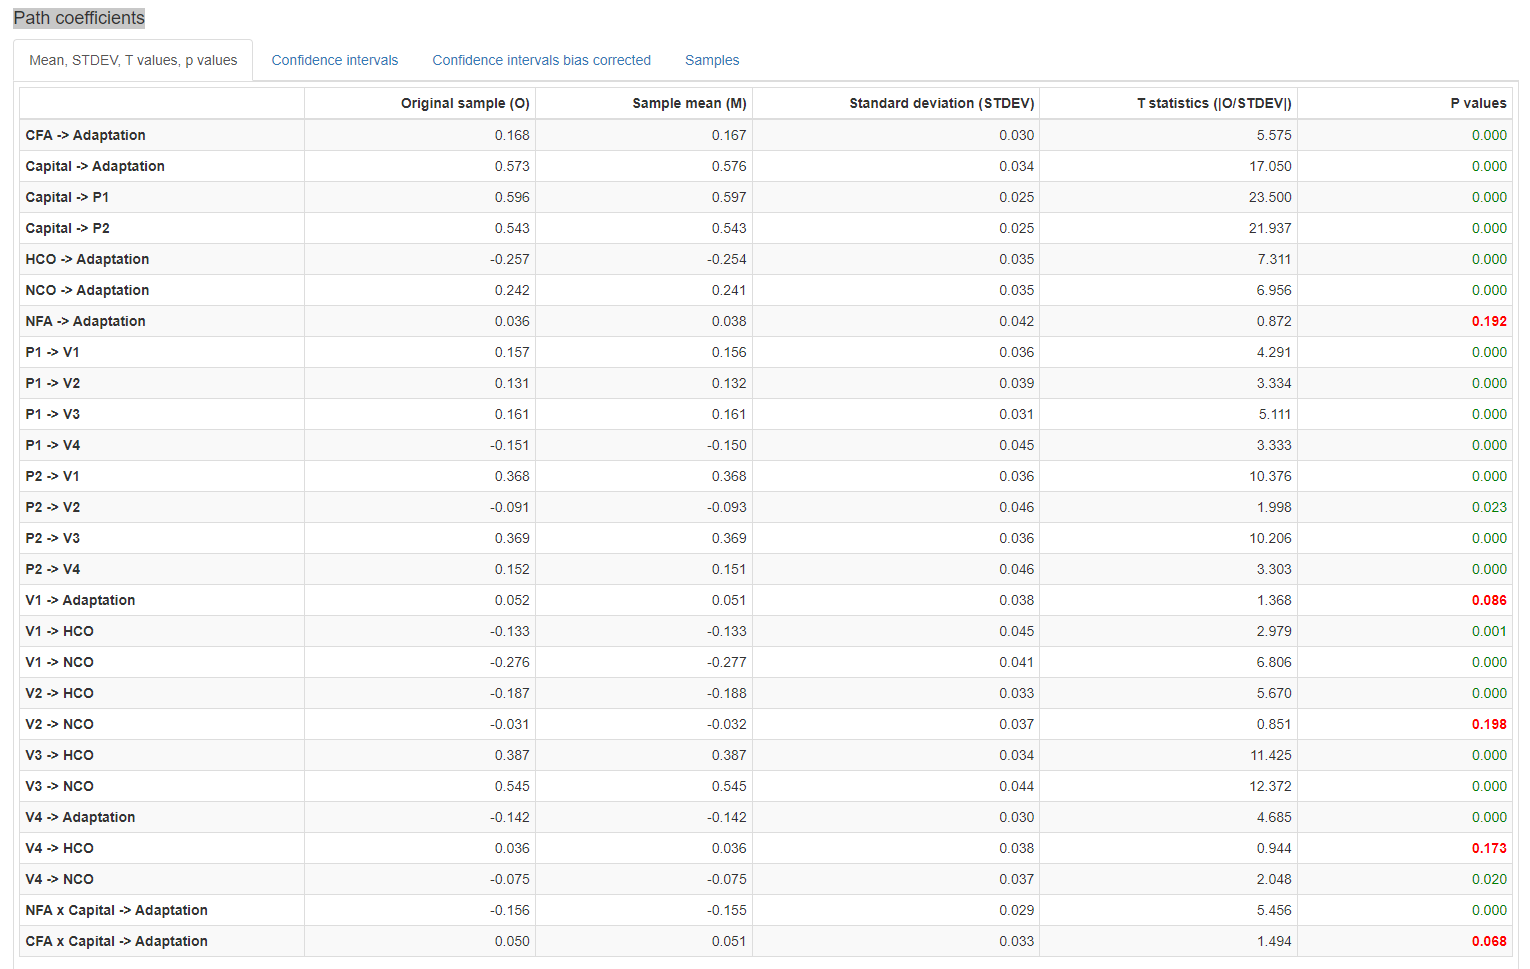 Path coefficients
Mean, STDEV, T values, p values Confidence intervals Confidence intervals bias corrected Samples
Original sample (O) Sample mean (M) Standard deviation (STDEV) T statistics (|O/STDEV|) P values
CFA -> Adaptation 0.168 0.167 0.030 5.575 0.000
Capital -> Adaptation 0.573 0.576 0.034 17.050 0.000
Capital -> P1 0.596 0.597 0.025 23.500 0.000
Capital -> P2 0.543 0.543 0.025 21.937 0.000
HCO -> Adaptation -0.257 -0.254 0.035 7.311 0.000
NCO -> Adaptation 0.242 0.241 0.035 6.956 0.000
NFA -> Adaptation 0.036 0.038 0.042 0.872 0.192
P1 -> V1 0.157 0.156 0.036 4.291 0.000
P1 -> V2 0.131 0.132 0.039 3.334 0.000
P1 -> V3 0.161 0.161 0.031 5.111 0.000
P1 -> V4 -0.151 -0.150 0.045 3.333 0.000
P2 -> V1 0.368 0.368 0.036 10.376 0.000
P2 -> V2 -0.091 -0.093 0.046 1.998 0.023
P2 -> V3 0.369 0.369 0.036 10.206 0.000
P2 -> V4 0.152 0.151 0.046 3.303 0.000
V1 -> Adaptation 0.052 0.051 0.038 1.368 0.086
V1 -> HCO -0.133 -0.133 0.045 2.979 0.001
V1 -> NCO -0.276 -0.277 0.041 6.806 0.000
V2 -> HCO -0.187 -0.188 0.033 5.670 0.000
V2 -> NCO -0.031 -0.032 0.037 0.851 0.198
V3 -> HCO 0.387 0.387 0.034 11.425 0.000
V3 -> NCO 0.545 0.545 0.044 12.372 0.000
V4 -> Adaptation -0.142 -0.142 0.030 4.685 0.000
V4 -> HCO 0.036 0.036 0.038 0.944 0.173
V4 -> NCO -0.075 -0.075 0.037 2.048 0.020
NFA x Capital -> Adaptation -0.156 -0.155 0.029 5.456 0.000
CFA x Capital -> Adaptation 0.050 0.051 0.033 1.494 0.068